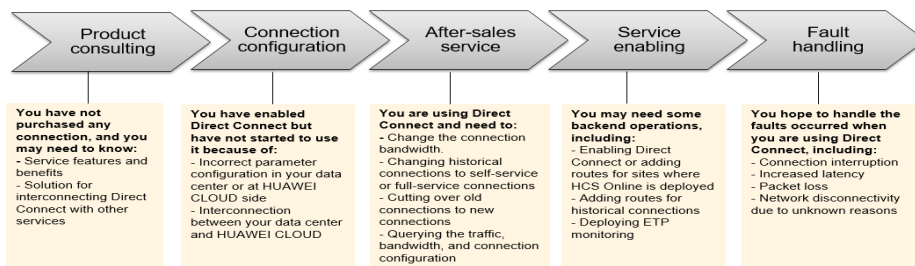 Product
consulting
Connection
configuration
After-sales
service
Service
enabling
Fault
handling
You have not
purchased any
connection, and you
may need to know:
- Service features and
benefits
- Solution for
interconnecting Direct
Connect with other
services
You have enabled
Direct Connect but
have not started to use
it because of:
- Incorrect parameter
configuration in your data
center or at HUAWEI
CLOUD side
- Interconnection
between your data center
and HUAWEI CLOUD
You are using Direct
Connect and need to:
- Change the connection
bandwidth.
- Changing historical
connections to self-service
or full-service connections
- Cutting over old
connections to new
connections
- Querying the traffic,
bandwidth, and connection
configuration
You may need some
backend operations,
including:
- Enabling Direct
Connect or adding
routes for sites where
HCS Online is deployed
- Adding routes for
historical connections
- Deploying ETP
monitoring
You hope to handle the
faults occurred when
you are using Direct
Connect, including:
- Connection interruption
- Increased latency
- Packet loss
- Network disconnectivity
due to unknown reasons